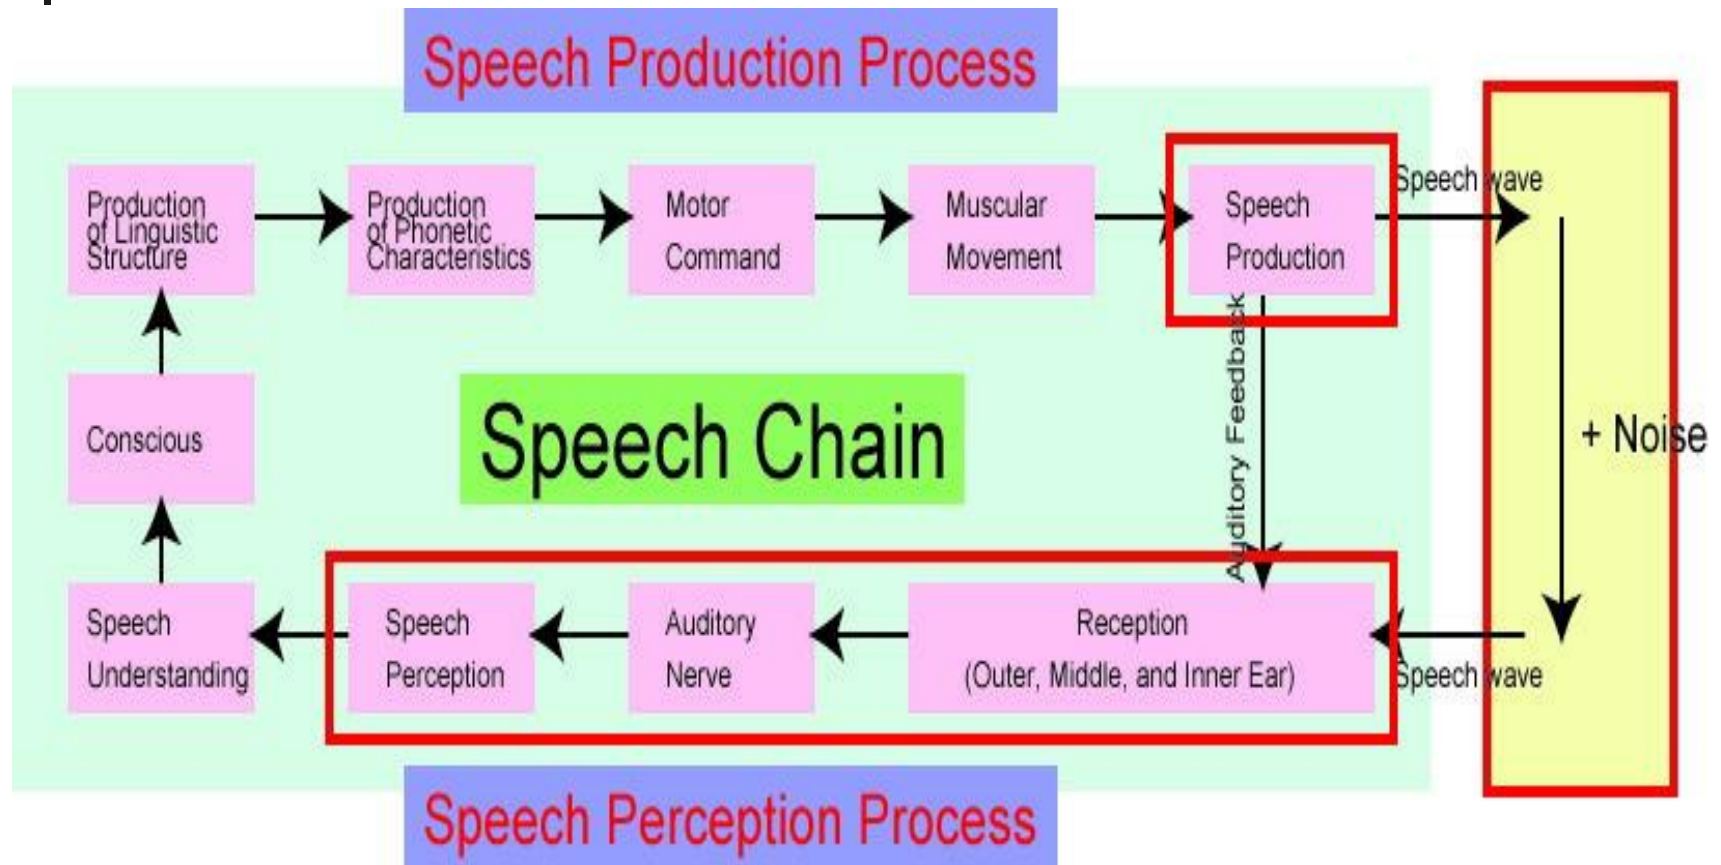 Speech Production Process
Production
of Linguistic
Structure
Production
of Phonetic
Characteristics
Motor
Command
Muscular
Movement
Speech
Production
Speech wave
Auditory Feedback
+ Noise
Conscious
Speech Chain
Speech
Understanding
Speech
Perception
Auditory
Nerve
Reception
(Outer, Middle, and Inner Ear)
Speech wave
Speech Perception Process